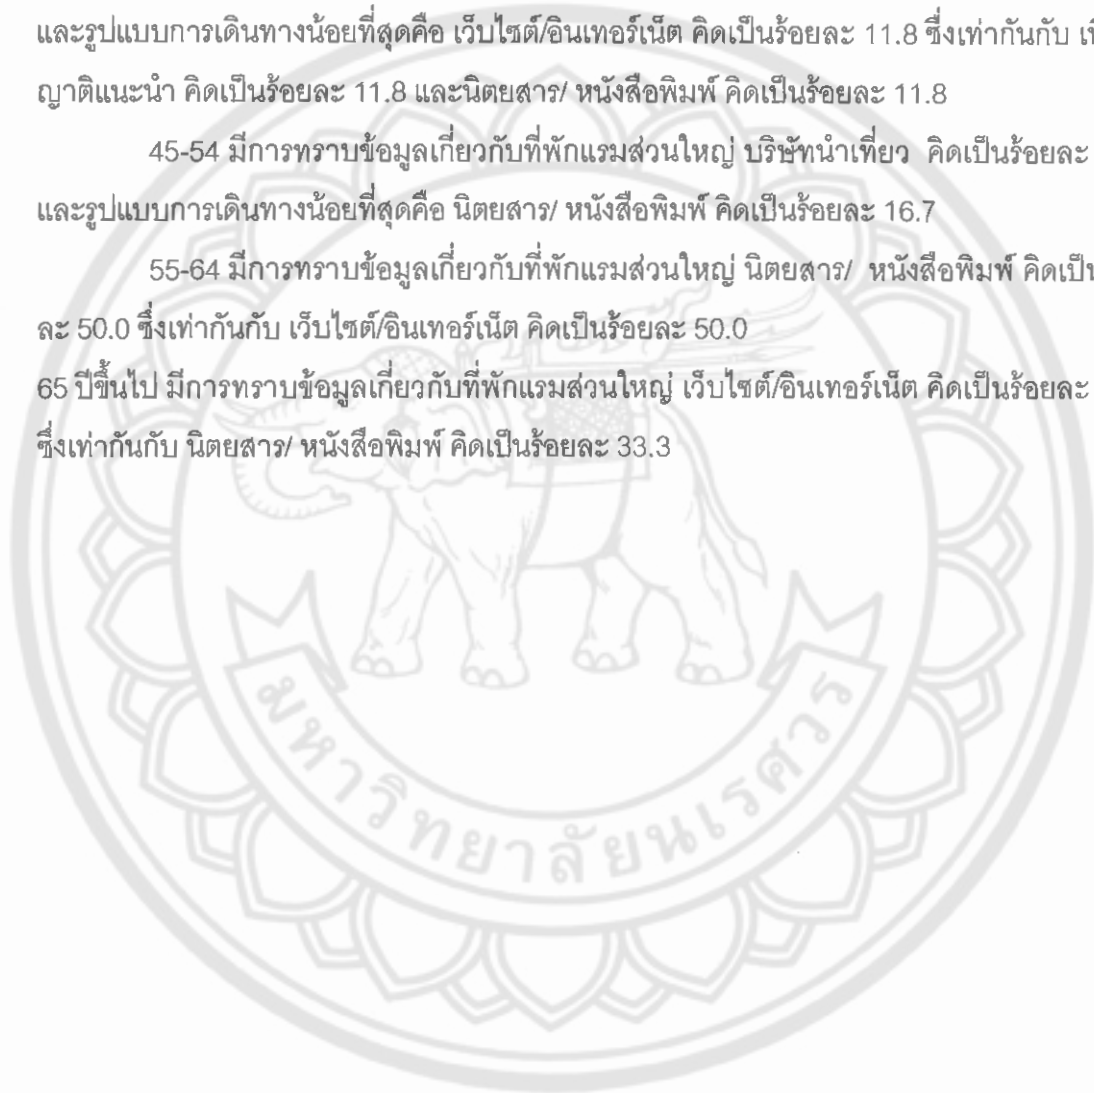 และรูปแบบการเดินทางน้อยที่สุดคือ เว็บไซต์/อินเทอร์เน็ต คิดเป็นร้อยละ 11.8 ซึ่งเท่ากันกับ
ญาติแนะนำ คิดเป็นร้อยละ 11.8 และนิตยสาร/ หนังสือพิมพ์ คิดเป็นร้อยละ 11.8
45-54 มีการทราบข้อมูลเกี่ยวกับที่พักแรมส่วนใหญ่ บริษัทนำเที่ยว คิดเป็นร้อยละ
และรูปแบบการเดินทางน้อยที่สุดคือ นิตยสาร/ หนังสือพิมพ์ คิดเป็นร้อยละ 16.7
55-64 มีการทราบข้อมูลเกี่ยวกับที่พักแรมส่วนใหญ่ นิตยสาร/ หนังสือพิมพ์ คิดเป็น
ละ 50.0 ซึ่งเท่ากันกับ เว็บไซต์/อินเทอร์เน็ต คิดเป็นร้อยละ 50.0
65 ปีขึ้นไป มีการทราบข้อมูลเกี่ยวกับที่พักแรมส่วนใหญ่ เว็บไซต์/อินเทอร์เน็ต คิดเป็นร้อยละ
ซึ่งเท่ากันกับ นิตยสาร/ หนังสือพิมพ์ คิดเป็นร้อยละ 33.3
มหาวิทยาลัยนเรศวร